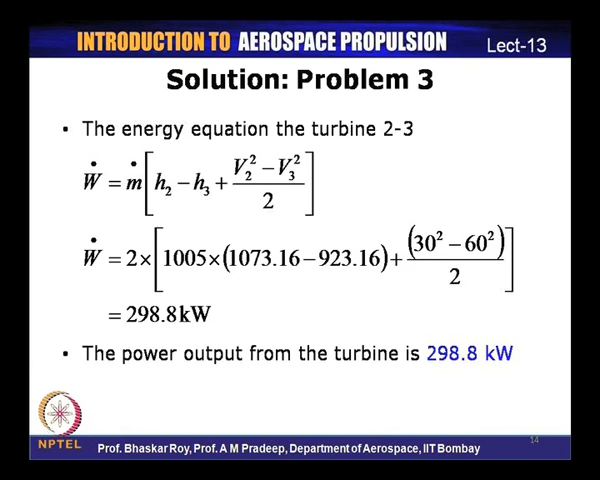 INTRODUCTION TO AEROSPACE PROPULSION Lect-13
Solution: Problem 3
• The energy equation the turbine 2-3
Ẇ = ṁ[h₂ − h₃ + (V₂² − V₃²)/2]
Ẇ = 2×[1005×(1073.16 − 923.16) + (30² − 60²)/2]
= 298.8 kW
• The power output from the turbine is 298.8 kW
NPTEL
Prof. Bhaskar Roy, Prof. A M Pradeep, Department of Aerospace, IIT Bombay
14